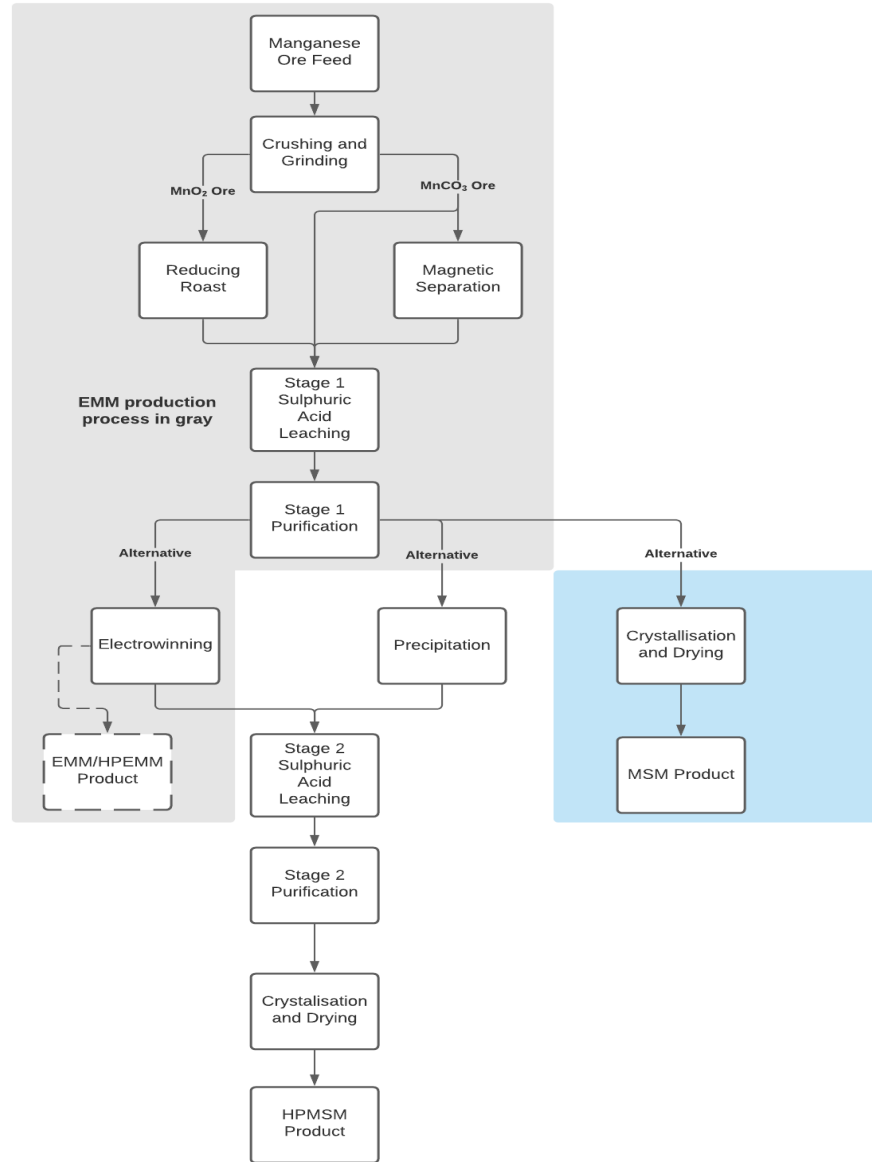 Manganese
Ore Feed
Crushing and
Grinding
MnO₂ Ore
MnCO₃ Ore
Reducing
Roast
Magnetic
Separation
Stage 1
Sulphuric
Acid
Leaching
EMM production
process in gray
Stage 1
Purification
Alternative
Alternative
Alternative
Electrowinning
Precipitation
Crystallisation
and Drying
EMM/HPEMM
Product
Stage 2
Sulphuric
Acid
Leaching
MSM Product
Stage 2
Purification
Crystalisation
and Drying
HPMSM
Product